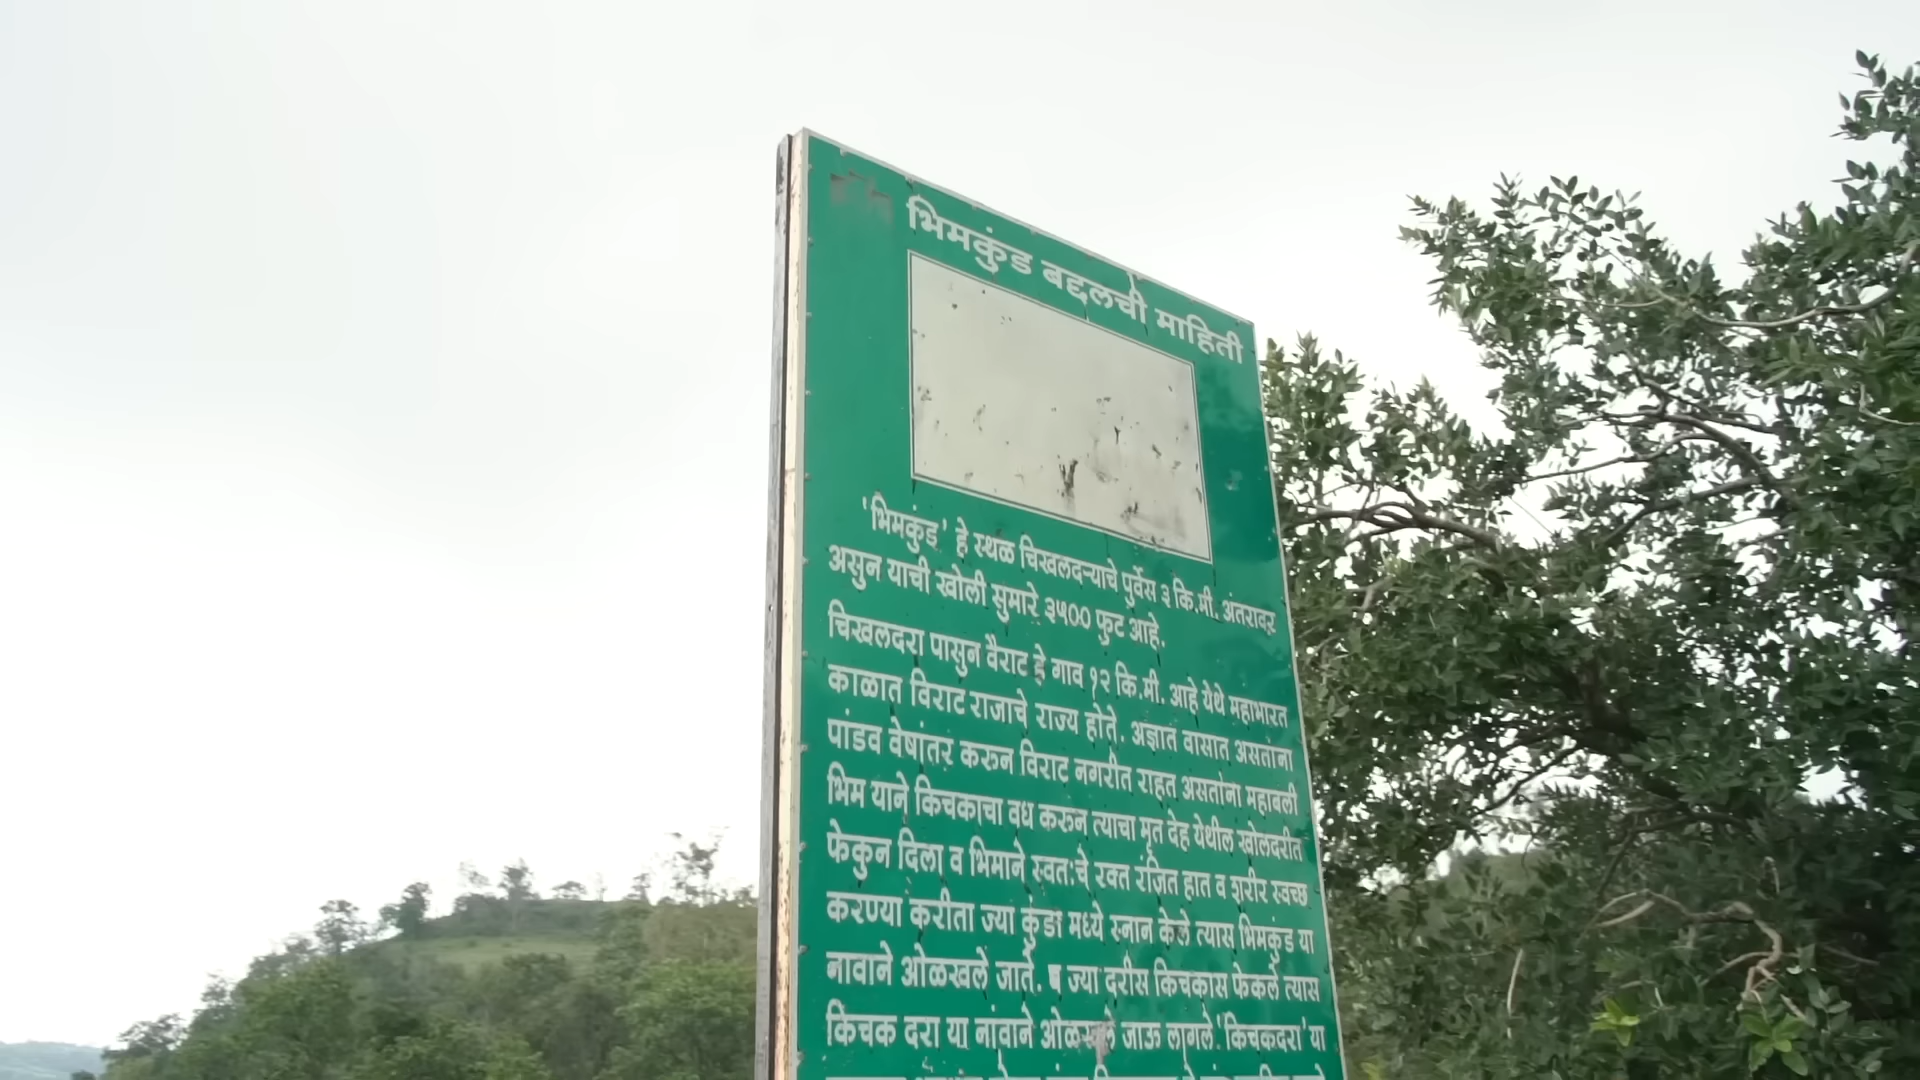 भिमकुंड बद्दलची माहिती
'भिमकुंड' हे स्थळ चिखलदऱ्याचे पुर्वेस ३ कि.मी. अंतरावर
असुन याची खोली सुमारे ३५०० फुट आहे.
चिखलदरा पासुन वैराट हे गाव १२ कि.मी. आहे येथे महाभारत
काळात विराट राजाचे राज्य होते. अज्ञात वासात असतांना
पांडव वेषांतर करुन विराट नगरीत राहत असतांना महाबली
भिम याने किचकाचा वध करुन त्याचा मृत देह येथील खोलदरीत
फेकुन दिला व भिमाने स्वतःचे रक्त रंजित हात व शरीर स्वच्छ
करण्या करीता ज्या कुंडा मध्ये स्नान केले त्यास भिमकुंड या
नावाने ओळखले जाते. व ज्या दरीस किचकास फेकले त्यास
किचक दरा या नांवाने ओळखले जाऊ लागले 'किचकदरा' या